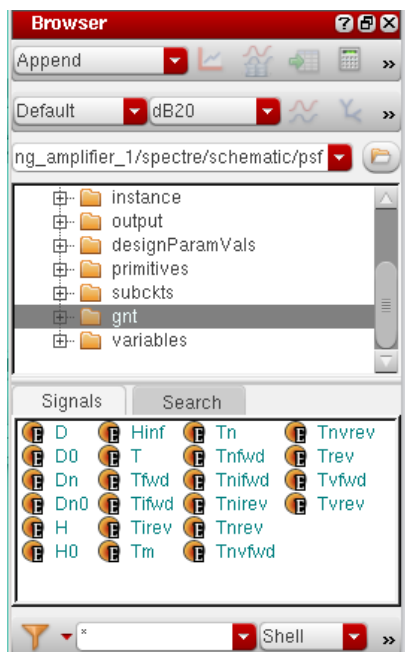 Browser
Append »
Default dB20 »
ng_amplifier_1/spectre/schematic/psf
instance
output
designParamVals
primitives
subckts
gnt
variables
Signals Search
D Hinf Tn Tnvrev
D0 T Tnfwd Trev
Dn Tfwd Tnifwd Tvfwd
Dn0 Tifwd Tnirev Tvrev
H Tirev Tnrev
H0 Tm Tnvfwd
* Shell »